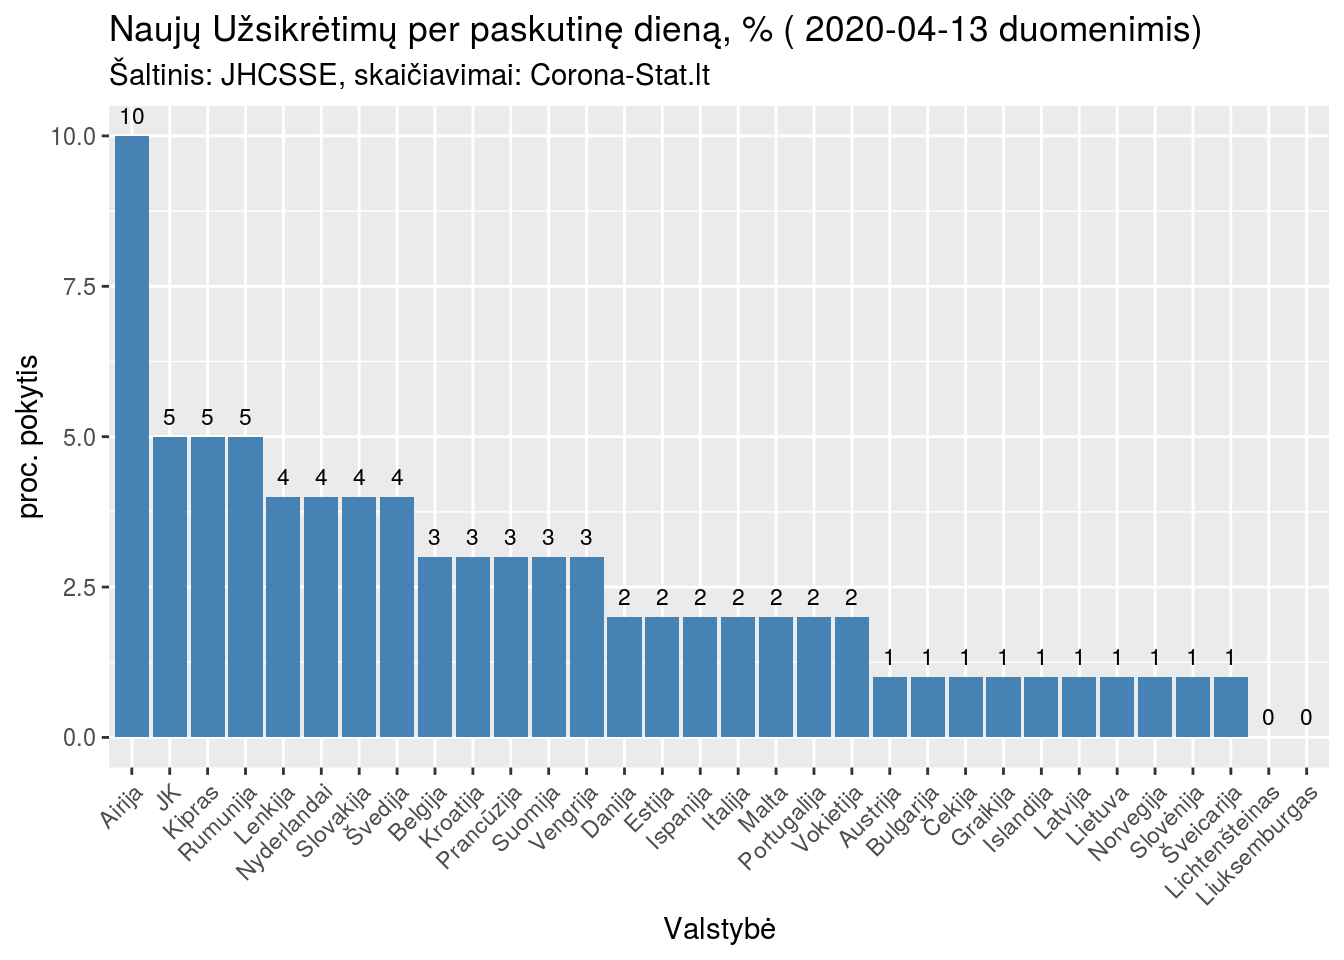 Naujų Užsikrėtimų per paskutinę dieną, % ( 2020-04-13 duomenimis)
Šaltinis: JHCSSE, skaičiavimai: Corona-Stat.lt
proc. pokytis
10.0
7.5
5.0
2.5
0.0
10
5
5
5
4
4
4
4
3
3
3
3
3
2
2
2
2
2
2
2
1
1
1
1
1
1
1
1
1
1
0
0
Airija
JK
Kipras
Rumunija
Lenkija
Nyderlandai
Slovakija
Švedija
Belgija
Kroatija
Prancūzija
Suomija
Vengrija
Danija
Estija
Ispanija
Italija
Malta
Portugalija
Vokietija
Austrija
Bulgarija
Čekija
Graikija
Islandija
Latvija
Lietuva
Norvegija
Slovėnija
Šveicarija
Lichtenšteinas
Liuksemburgas
Valstybė